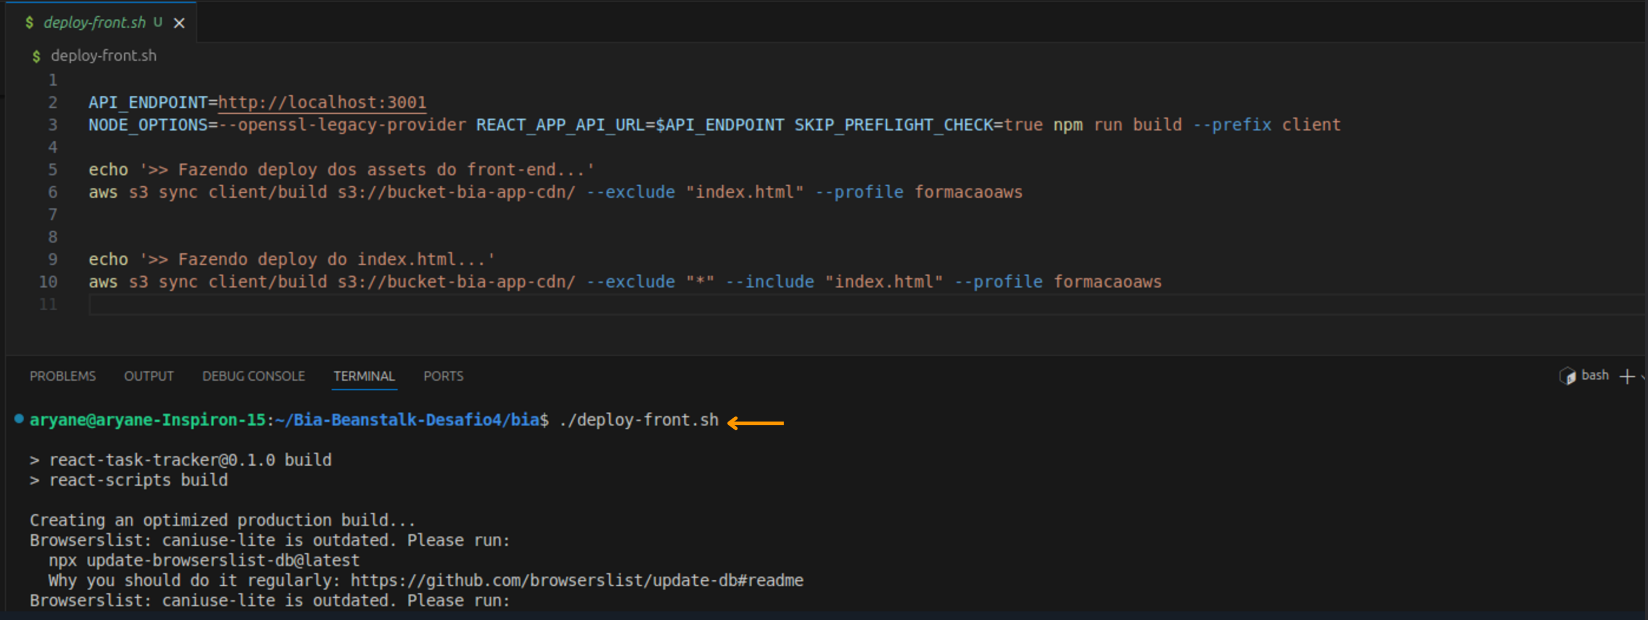 $ deploy-front.sh U ×
$ deploy-front.sh
1
2 API_ENDPOINT=http://localhost:3001
3 NODE_OPTIONS=--openssl-legacy-provider REACT_APP_API_URL=$API_ENDPOINT SKIP_PREFLIGHT_CHECK=true npm run build --prefix client
4
5 echo '>> Fazendo deploy dos assets do front-end...'
6 aws s3 sync client/build s3://bucket-bia-app-cdn/ --exclude "index.html" --profile formacaoaws
7
8
9 echo '>> Fazendo deploy do index.html...'
10 aws s3 sync client/build s3://bucket-bia-app-cdn/ --exclude "*" --include "index.html" --profile formacaoaws
11
PROBLEMS OUTPUT DEBUG CONSOLE TERMINAL PORTS bash +
aryane@aryane-Inspiron-15:~/Bia-Beanstalk-Desafio4/bia$ ./deploy-front.sh
> react-task-tracker@0.1.0 build
> react-scripts build
Creating an optimized production build...
Browserslist: caniuse-lite is outdated. Please run:
npx update-browserslist-db@latest
Why you should do it regularly: https://github.com/browserslist/update-db#readme
Browserslist: caniuse-lite is outdated. Please run: